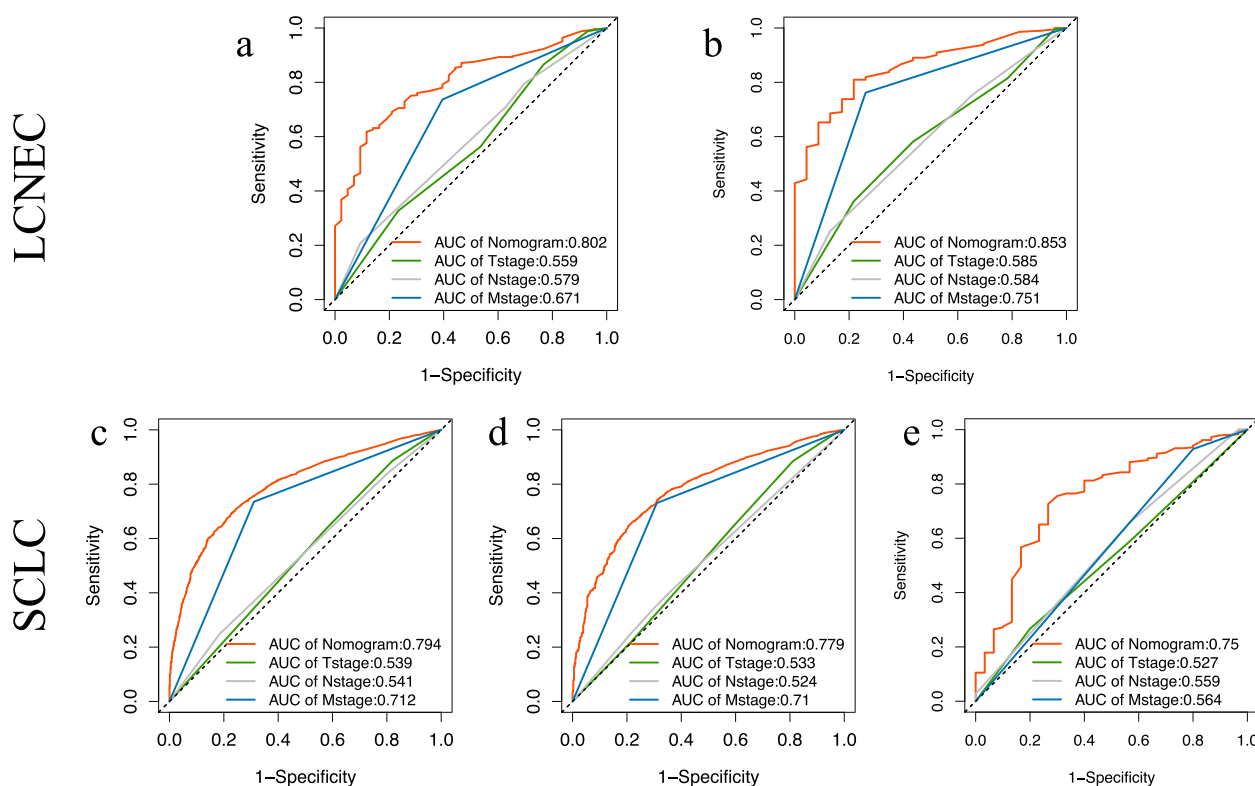 LCNEC
a
Sensitivity
0.0 0.2 0.4 0.6 0.8 1.0
AUC of Nomogram:0.802
AUC of Tstage:0.559
AUC of Nstage:0.579
AUC of Mstage:0.671
0.0 0.2 0.4 0.6 0.8 1.0
1−Specificity
b
Sensitivity
0.0 0.2 0.4 0.6 0.8 1.0
AUC of Nomogram:0.853
AUC of Tstage:0.585
AUC of Nstage:0.584
AUC of Mstage:0.751
0.0 0.2 0.4 0.6 0.8 1.0
1−Specificity
SCLC
c
Sensitivity
0.0 0.2 0.4 0.6 0.8 1.0
AUC of Nomogram:0.794
AUC of Tstage:0.539
AUC of Nstage:0.541
AUC of Mstage:0.712
0.0 0.2 0.4 0.6 0.8 1.0
1−Specificity
d
Sensitivity
0.0 0.2 0.4 0.6 0.8 1.0
AUC of Nomogram:0.779
AUC of Tstage:0.533
AUC of Nstage:0.524
AUC of Mstage:0.71
0.0 0.2 0.4 0.6 0.8 1.0
1−Specificity
e
Sensitivity
0.0 0.2 0.4 0.6 0.8 1.0
AUC of Nomogram:0.75
AUC of Tstage:0.527
AUC of Nstage:0.559
AUC of Mstage:0.564
0.0 0.2 0.4 0.6 0.8 1.0
1−Specificity